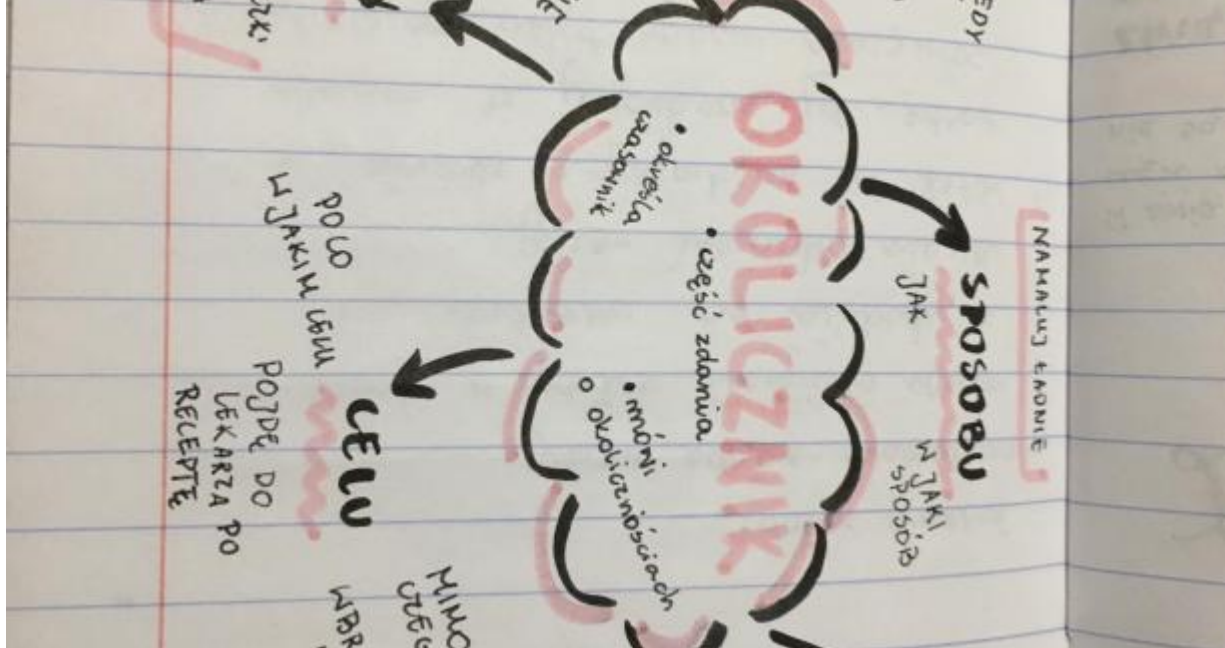 NAMALUJ ŁADNIE
SPOSOBU
JAK
W JAKI
SPOSÓB
OKOLICZNIK
• część zdania
• określa
czasownik
• mówi
o okolicznościach
CELU
PO CO
W JAKIM CELU
POJDĘ DO
LEKARZA PO
RECEPTĘ
MIMO